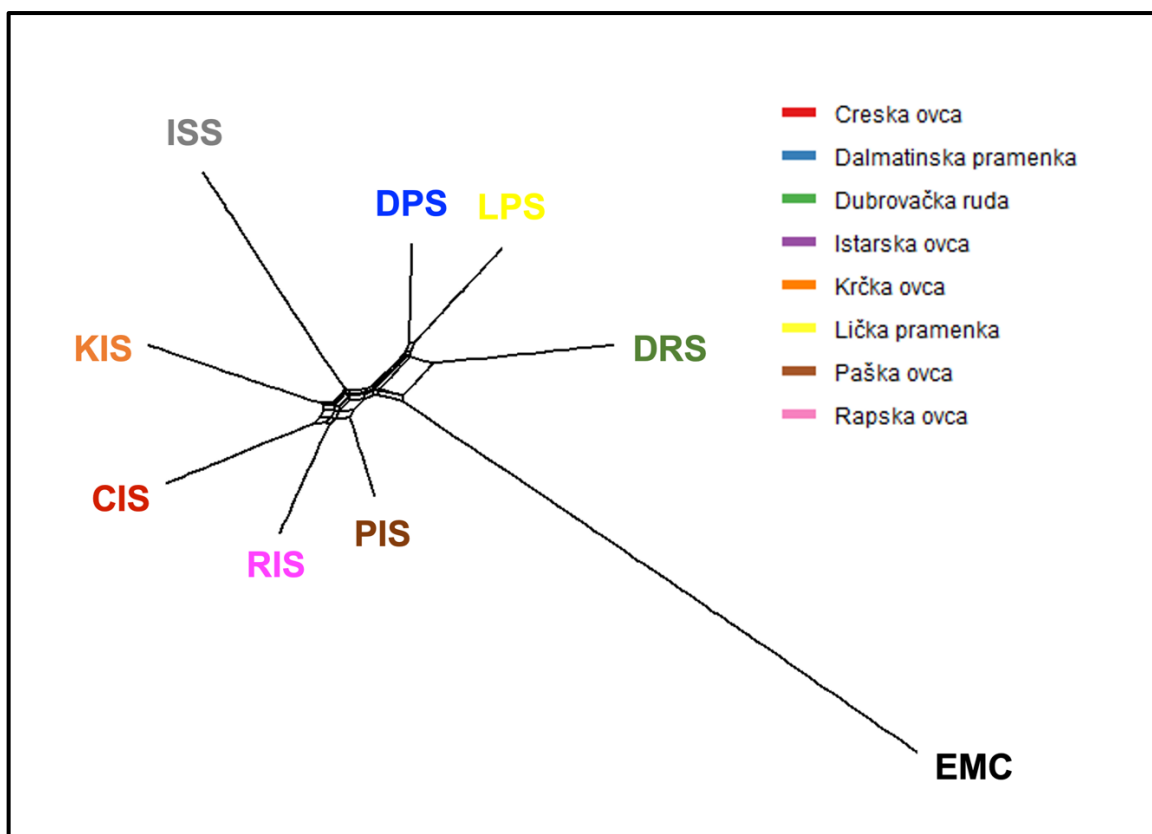 ISS
DPS
LPS
KIS
DRS
CIS
RIS
PIS
EMC
Creska ovca
Dalmatinska pramenka
Dubrovačka ruda
Istarska ovca
Krčka ovca
Lička pramenka
Paška ovca
Rapska ovca